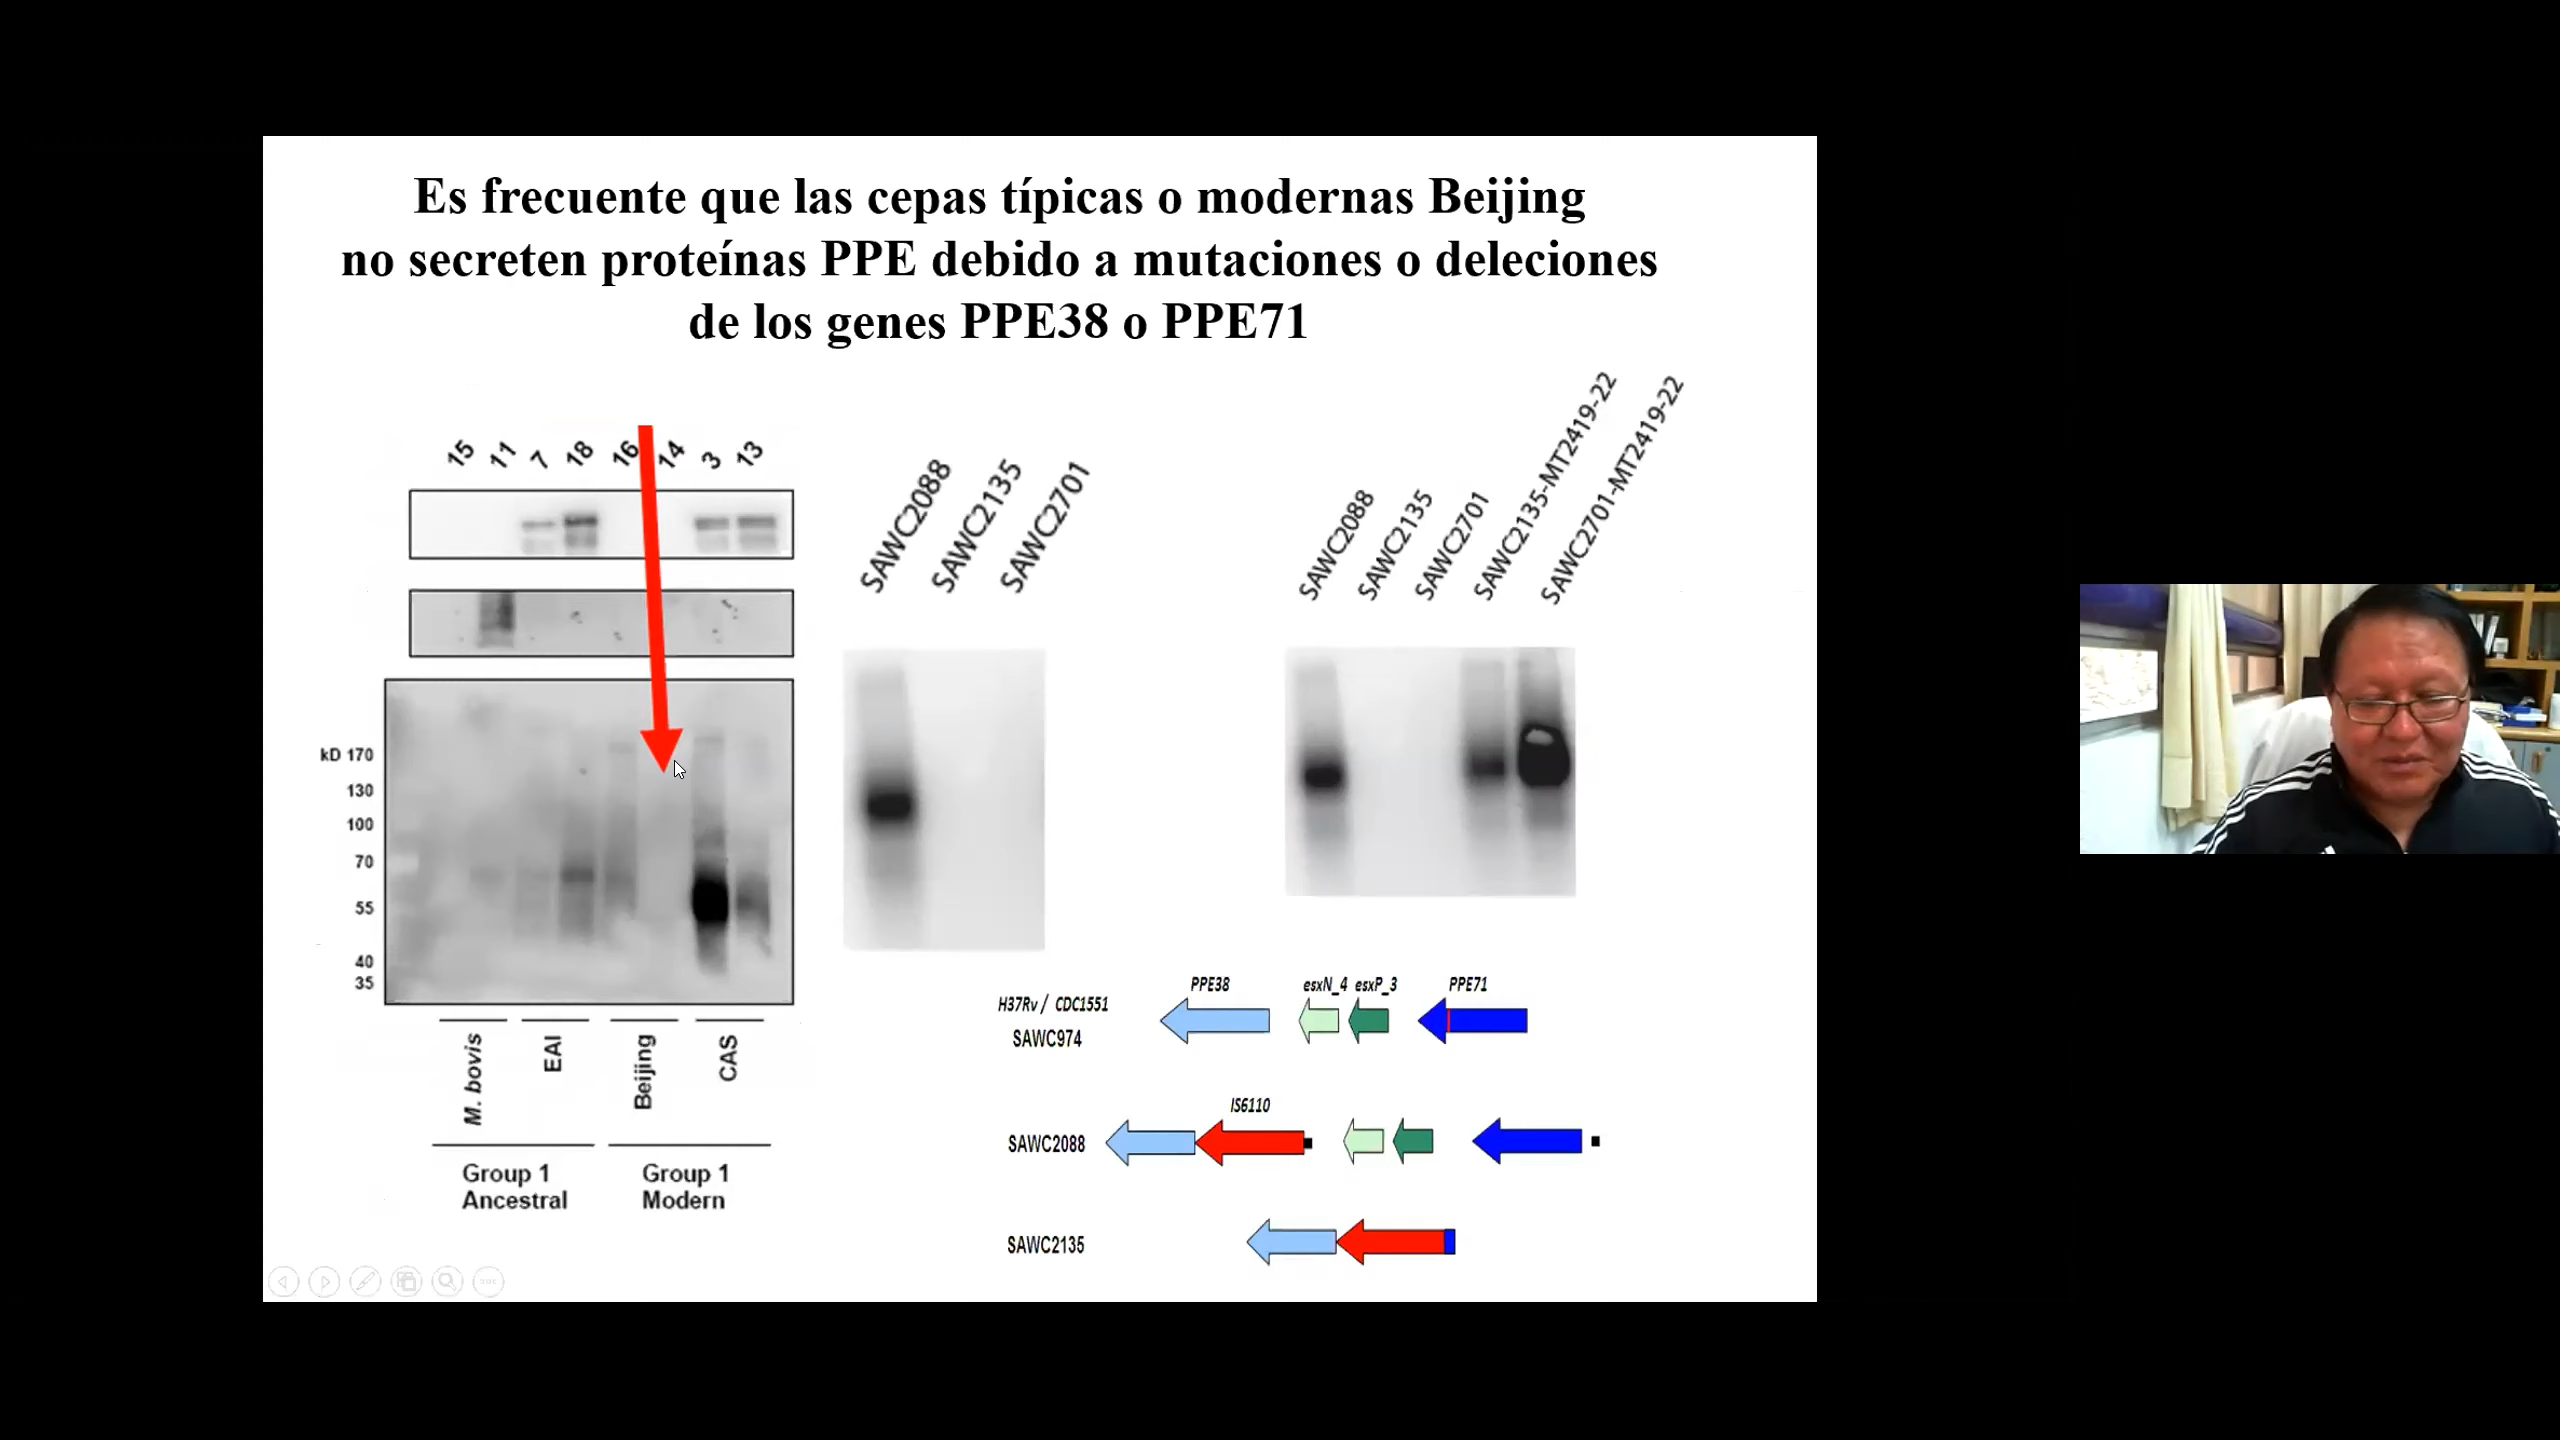 Es frecuente que las cepas típicas o modernas Beijing
no secreten proteínas PPE debido a mutaciones o deleciones
de los genes PPE38 o PPE71
15 11 7 18 16 14 3 13
kD 170
130
100
70
55
40
35
M. bovis
EAI
Beijing
CAS
Group 1
Ancestral
Group 1
Modern
SAWC2088
SAWC2135
SAWC2701
SAWC2088
SAWC2135
SAWC2701
SAWC2135-MT2419-22
SAWC2701-MT2419-22
PPE38 esxN_4 esxP_3 PPE71
H37Rv / CDC1551
SAWC974
IS6110
SAWC2088
SAWC2135